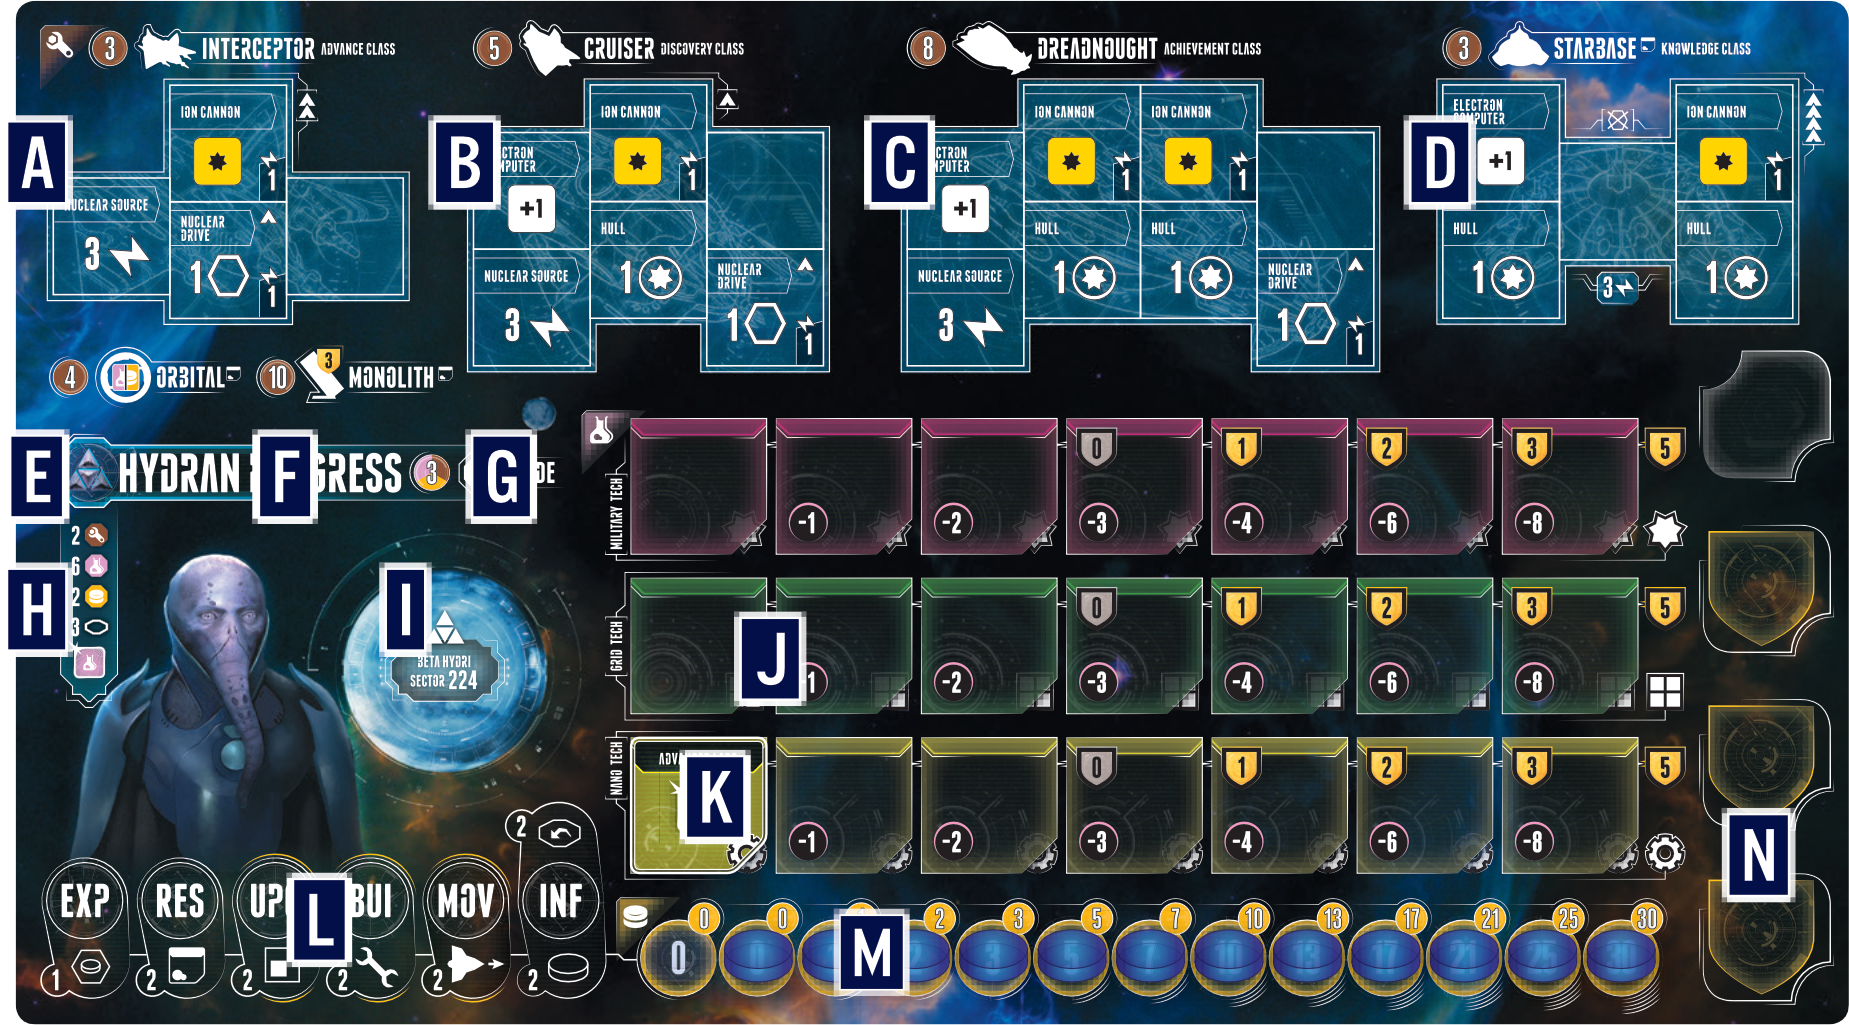 3 INTERCEPTOR ADVANCE CLASS
5 CRUISER DISCOVERY CLASS
8 DREADNOUGHT ACHIEVEMENT CLASS
3 STARBASE KNOWLEDGE CLASS
A
ION CANNON
1
NUCLEAR SOURCE
3
NUCLEAR DRIVE
1
1
B
ION CANNON
1
+1
HULL
1
NUCLEAR SOURCE
3
NUCLEAR DRIVE
1
1
C
ION CANNON
1
ION CANNON
1
+1
HULL
1
HULL
1
NUCLEAR SOURCE
3
NUCLEAR DRIVE
1
1
D
ELECTRON COMPUTER
+1
ION CANNON
1
HULL
1
HULL
1
3
4 ORBITAL
10 3 MONOLITH
E
HYDRAN
F
3
G
2
6
2
3
H
I
BETA HYDRI
SECTOR 224
MILITARY TECH
0 1 2 3 5
-1 -2 -3 -4 -6 -8
GRID TECH
0 1 2 3 5
J
-1 -2 -3 -4 -6 -8
NANO TECH
K
0 1 2 3 5
-1 -2 -3 -4 -6 -8
N
2
EXP RES BUI MOV INF
L
1 2 2 2 2 2
0 0 2 3 5 7 10 13 17 21 25 30
0
M